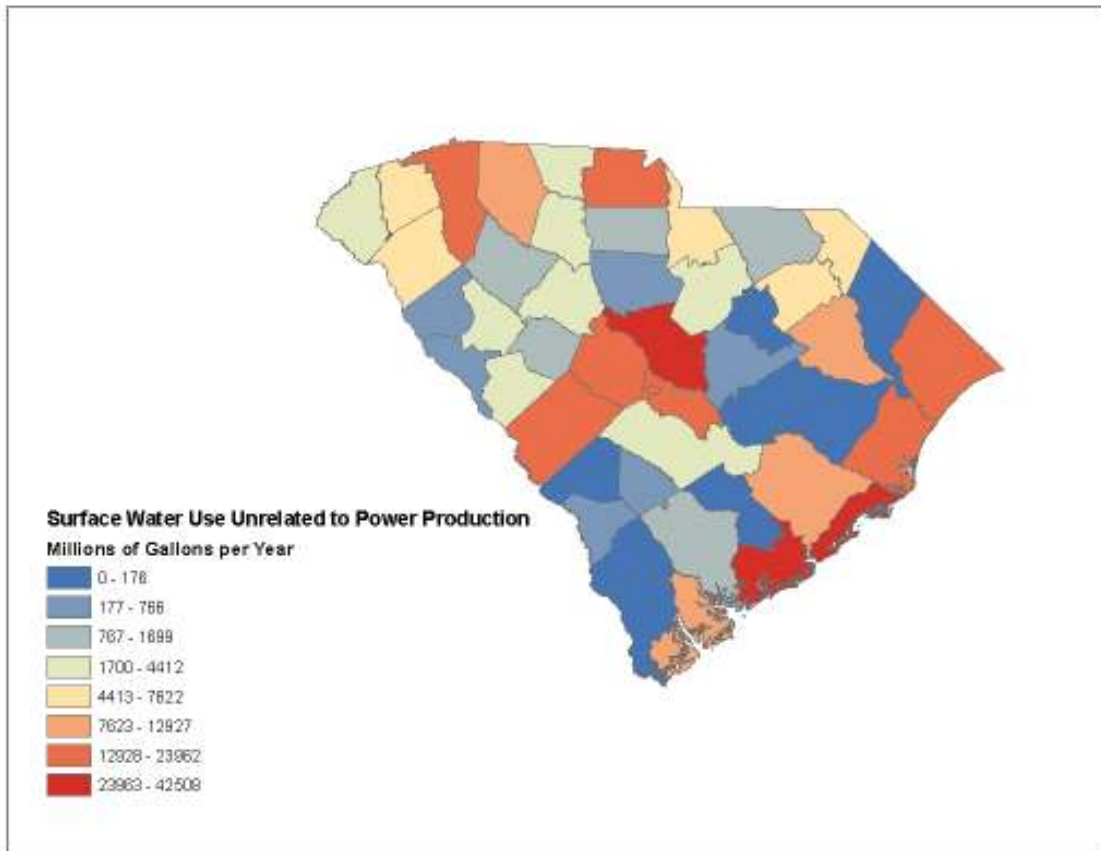 Surface Water Use Unrelated to Power Production
Millions of Gallons per Year
0 - 176
177 - 766
767 - 1699
1700 - 4412
4413 - 7622
7623 - 12927
12928 - 23962
23963 - 42509